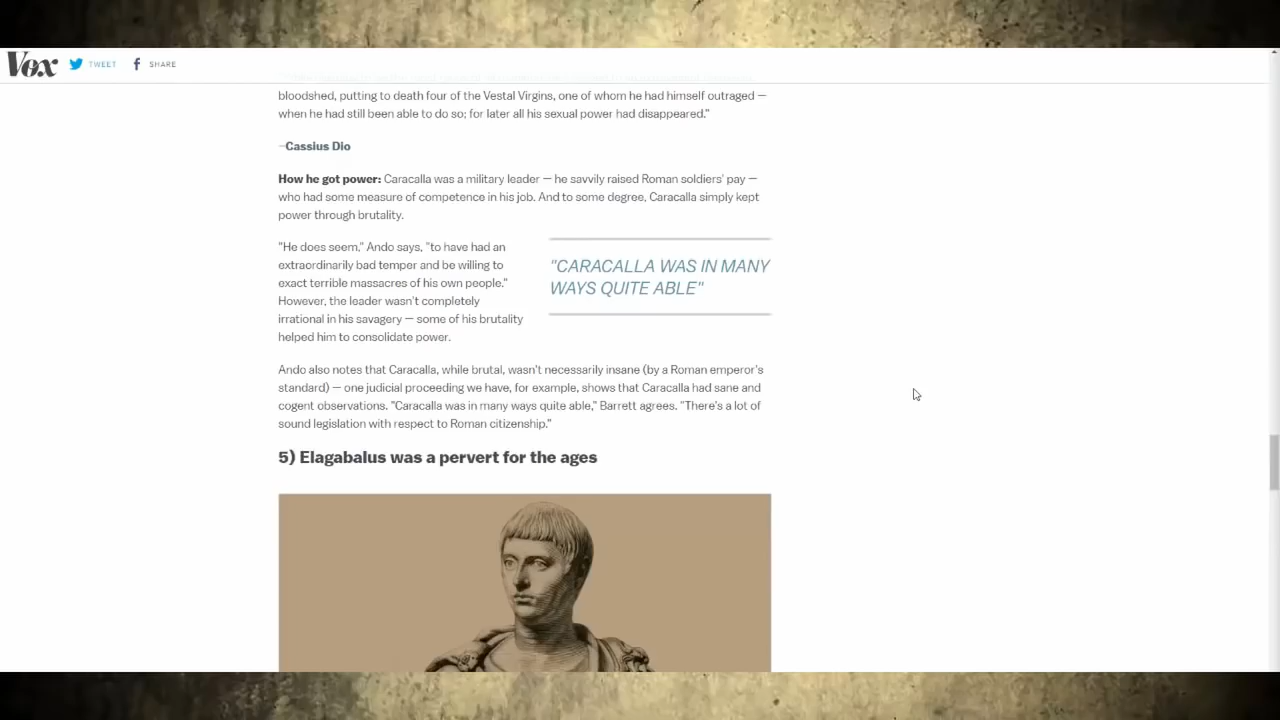 Vox TWEET SHARE
bloodshed, putting to death four of the Vestal Virgins, one of whom he had himself outraged —
when he had still been able to do so; for later all his sexual power had disappeared."
—Cassius Dio
How he got power: Caracalla was a military leader — he savvily raised Roman soldiers' pay —
who had some measure of competence in his job. And to some degree, Caracalla simply kept
power through brutality.
"He does seem," Ando says, "to have had an
extraordinarily bad temper and be willing to
exact terrible massacres of his own people."
However, the leader wasn't completely
irrational in his savagery — some of his brutality
helped him to consolidate power.
"CARACALLA WAS IN MANY
WAYS QUITE ABLE"
Ando also notes that Caracalla, while brutal, wasn't necessarily insane (by a Roman emperor's
standard) — one judicial proceeding we have, for example, shows that Caracalla had sane and
cogent observations. "Caracalla was in many ways quite able," Barrett agrees. "There's a lot of
sound legislation with respect to Roman citizenship."
5) Elagabalus was a pervert for the ages